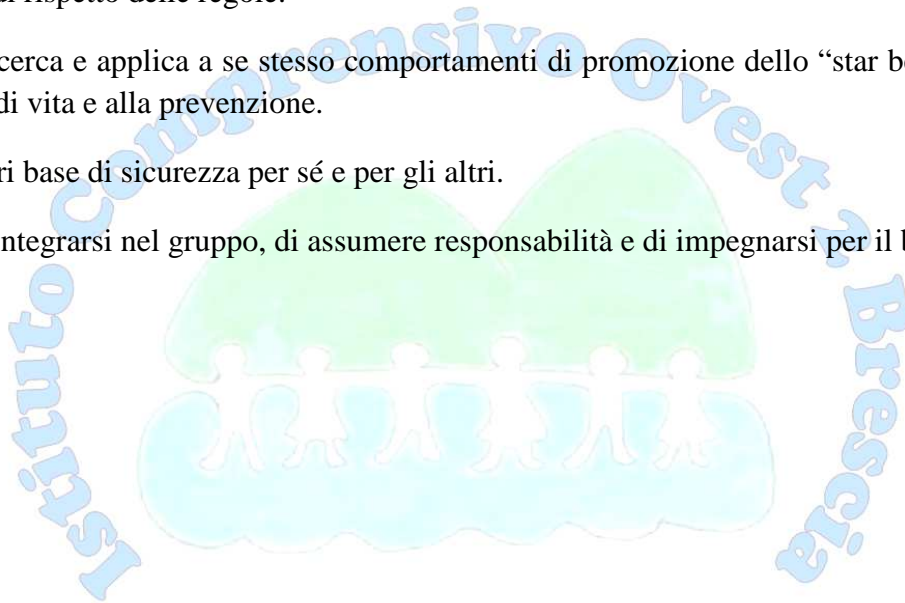 di rispetto delle regole.
cerca e applica a se stesso comportamenti di promozione dello “star b
di vita e alla prevenzione.
ri base di sicurezza per sé e per gli altri.
integrarsi nel gruppo, di assumere responsabilità e di impegnarsi per il b
Istituto Comprensivo Ovest 2 Brescia